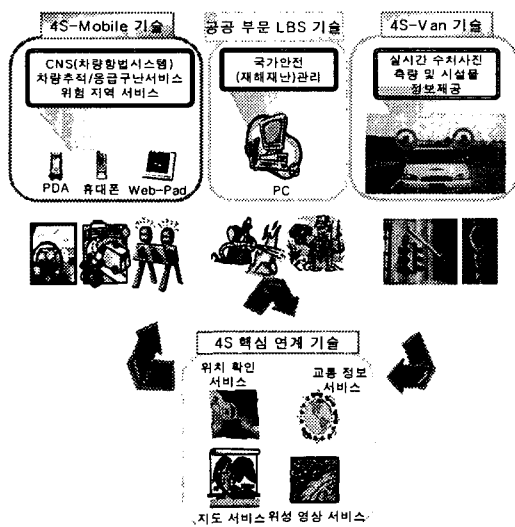 4S-Mobile 기술
CNS(차량항법시스템)
차량추적/응급구난서비스
위험 지역 서비스
PDA 휴대폰 Web-Pad
공공 부문 LBS 기술
국가안전
(재해재난)관리
PC
4S-Van 기술
실시간 수치사진
측량 및 시설물
정보제공
4S 핵심 연계 기술
위치 확인
서비스
교통 정보
서비스
지도 서비스
위성 영상 서비스